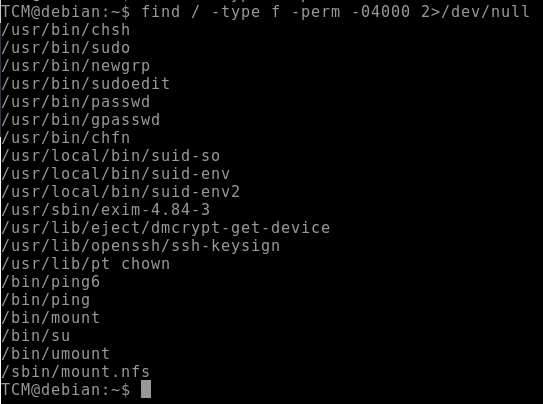 TCM@debian:~$ find / -type f -perm -04000 2>/dev/null
/usr/bin/chsh
/usr/bin/sudo
/usr/bin/newgrp
/usr/bin/sudoedit
/usr/bin/passwd
/usr/bin/gpasswd
/usr/bin/chfn
/usr/local/bin/suid-so
/usr/local/bin/suid-env
/usr/local/bin/suid-env2
/usr/sbin/exim-4.84-3
/usr/lib/eject/dmcrypt-get-device
/usr/lib/openssh/ssh-keysign
/usr/lib/pt chown
/bin/ping6
/bin/ping
/bin/mount
/bin/su
/bin/umount
/sbin/mount.nfs
TCM@debian:~$